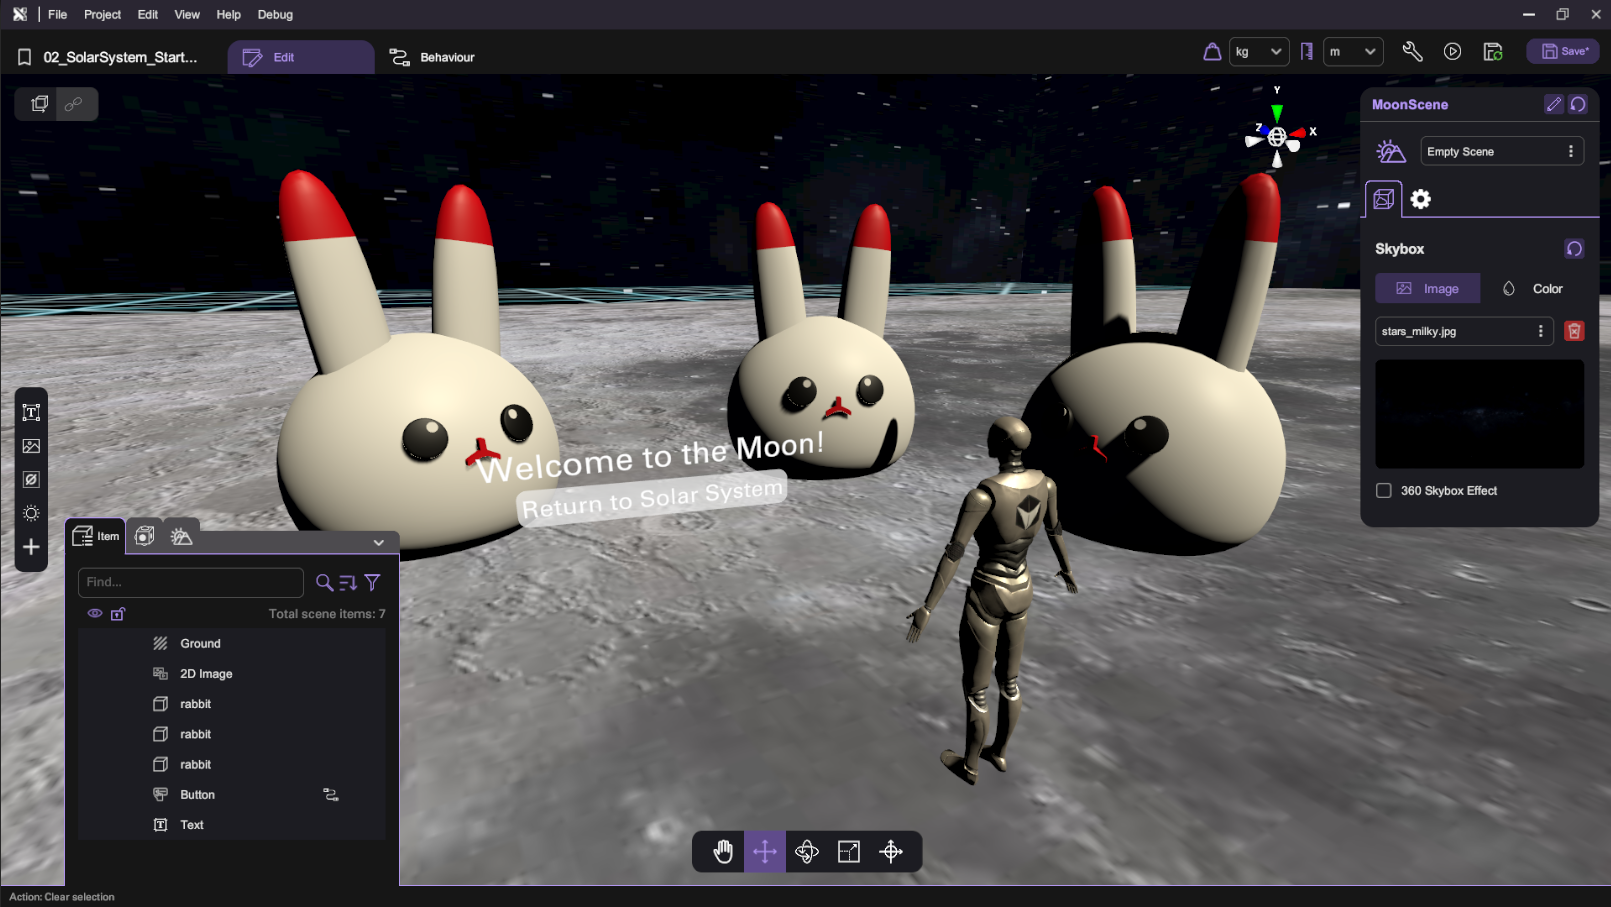 File Project Edit View Help Debug
02_SolarSystem_Start... Edit Behaviour kg m Save*
Y
Z X
MoonScene
Empty Scene
Skybox
Image Color
stars_milky.jpg
360 Skybox Effect
Welcome to the Moon!
Return to Solar System
Item
Find...
Total scene items: 7
Ground
2D Image
rabbit
rabbit
rabbit
Button
Text
Action: Clear selection